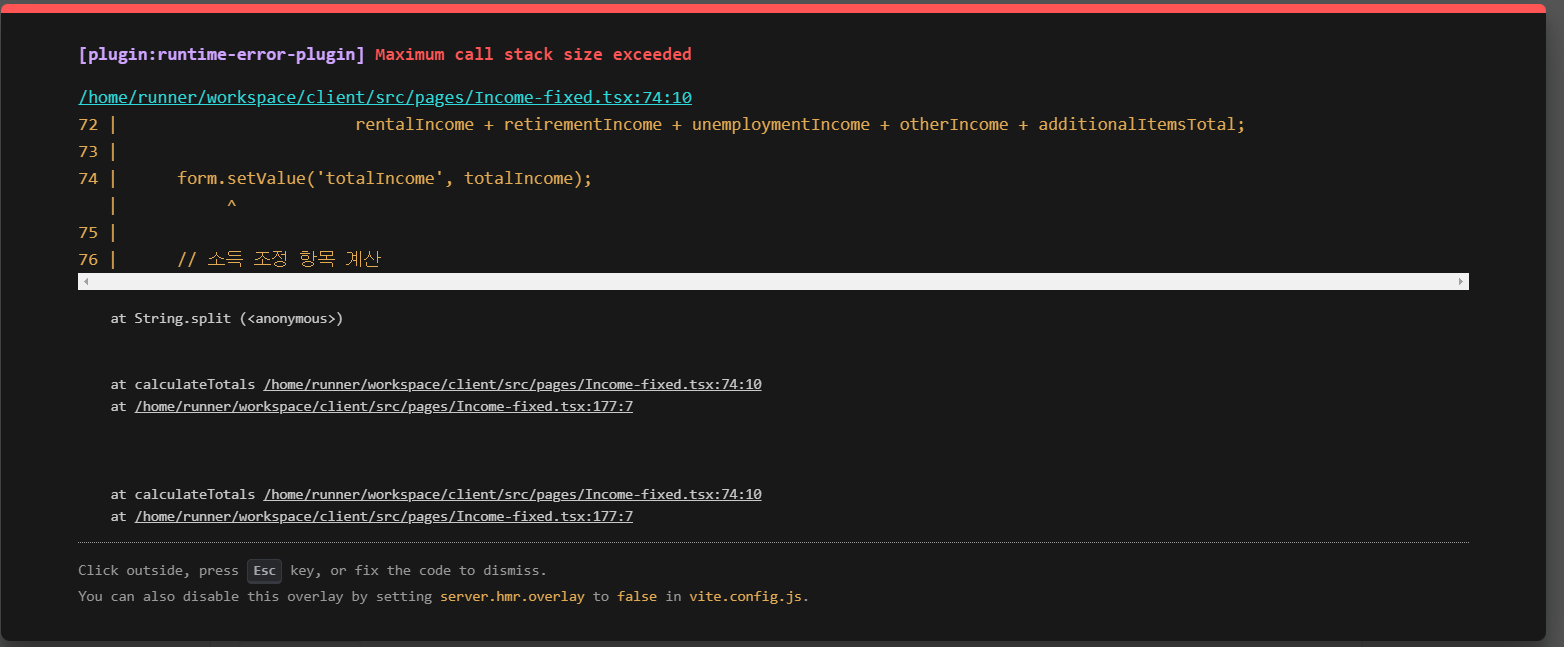 [plugin:runtime-error-plugin] Maximum call stack size exceeded
/home/runner/workspace/client/src/pages/Income-fixed.tsx:74:10
72 |                        rentalIncome + retirementIncome + unemploymentIncome + otherIncome + additionalItemsTotal;
73 |
74 |      form.setValue('totalIncome', totalIncome);
   |           ^
75 |
76 |      // 소득 조정 항목 계산
at String.split (<anonymous>)
at calculateTotals /home/runner/workspace/client/src/pages/Income-fixed.tsx:74:10
at /home/runner/workspace/client/src/pages/Income-fixed.tsx:177:7
at calculateTotals /home/runner/workspace/client/src/pages/Income-fixed.tsx:74:10
at /home/runner/workspace/client/src/pages/Income-fixed.tsx:177:7
Click outside, press Esc key, or fix the code to dismiss.
You can also disable this overlay by setting server.hmr.overlay to false in vite.config.js.